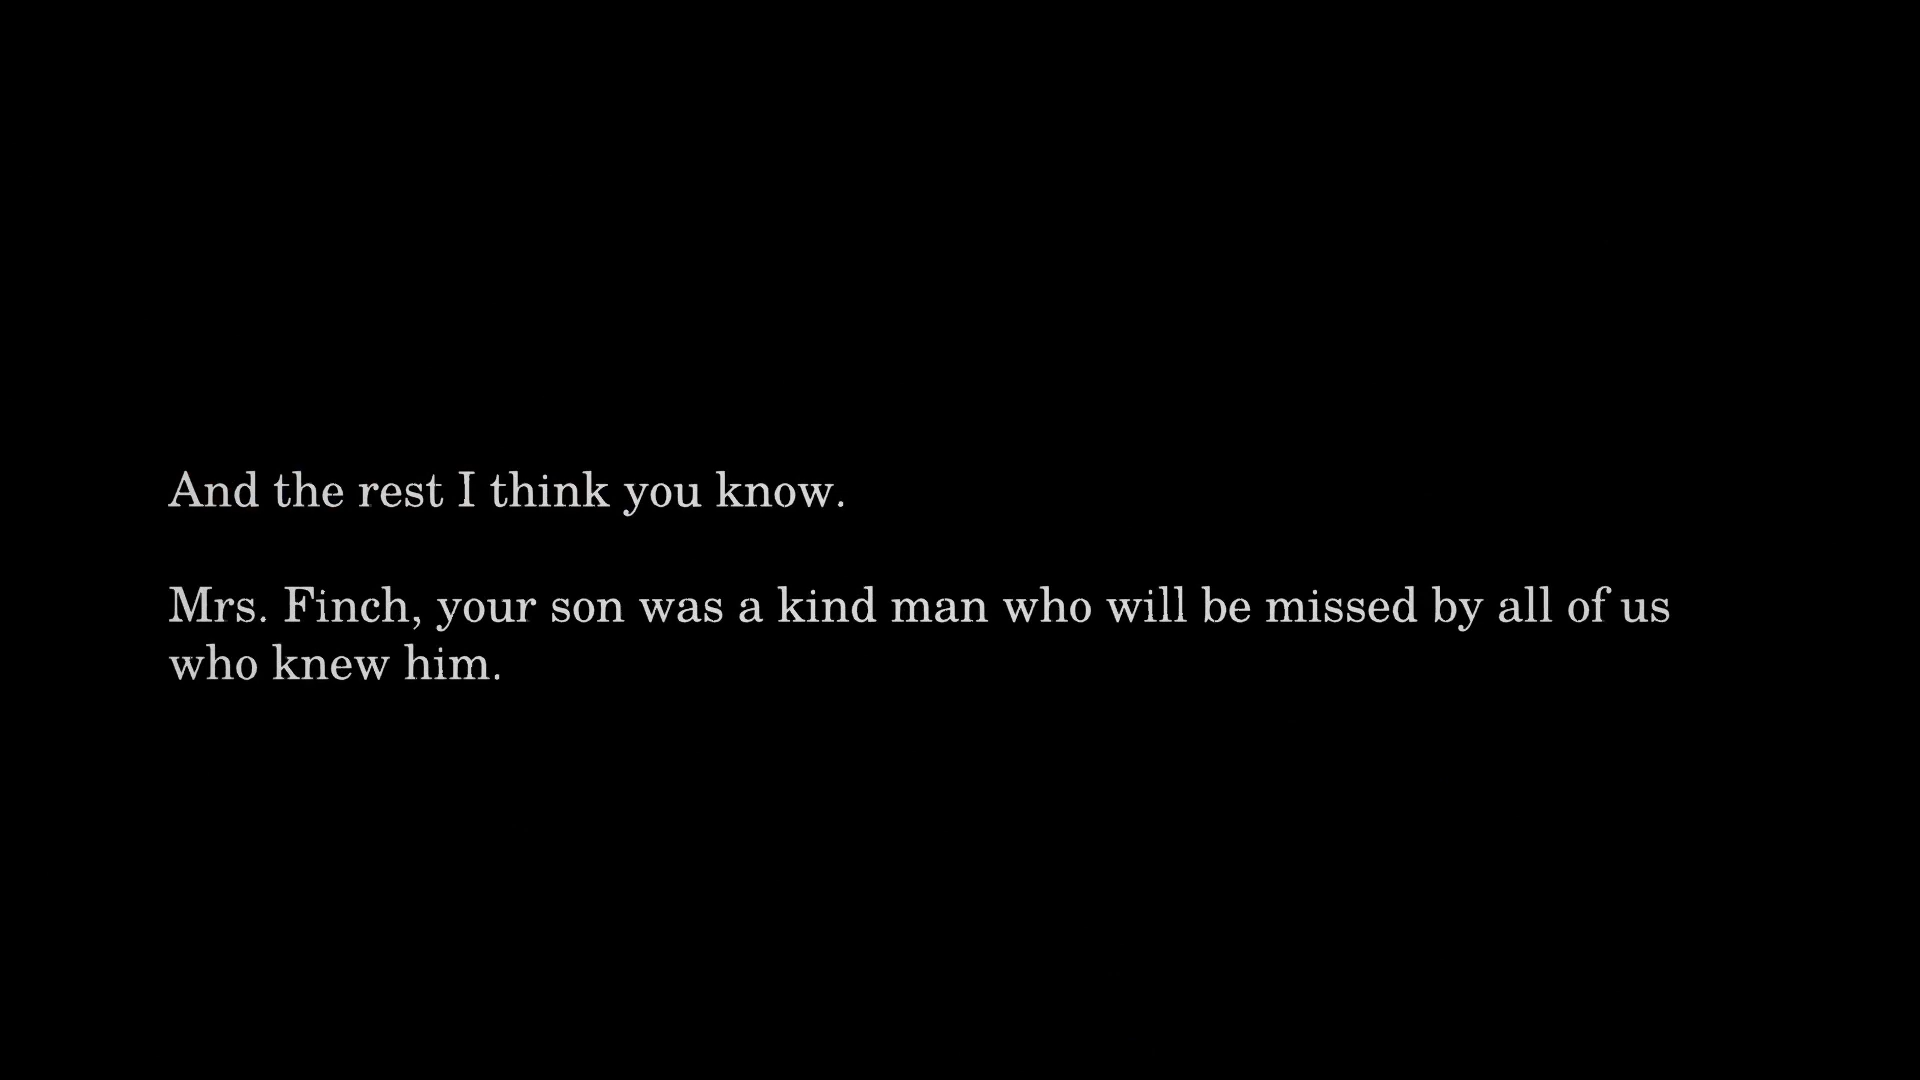 And the rest I think you know.
Mrs. Finch, your son was a kind man who will be missed by all of us
who knew him.